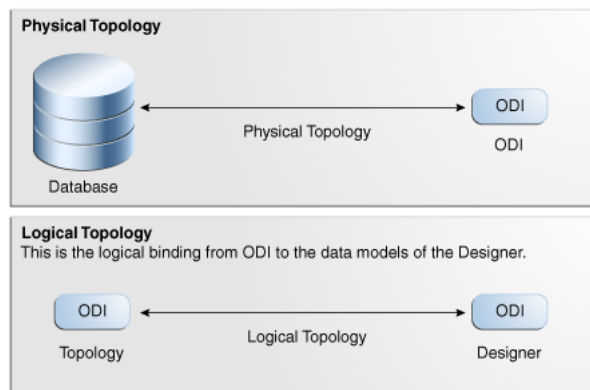 Physical Topology
ODI
Physical Topology
ODI
Database
Logical Topology
This is the logical binding from ODI to the data models of the Designer.
ODI
ODI
Logical Topology
Topology
Designer